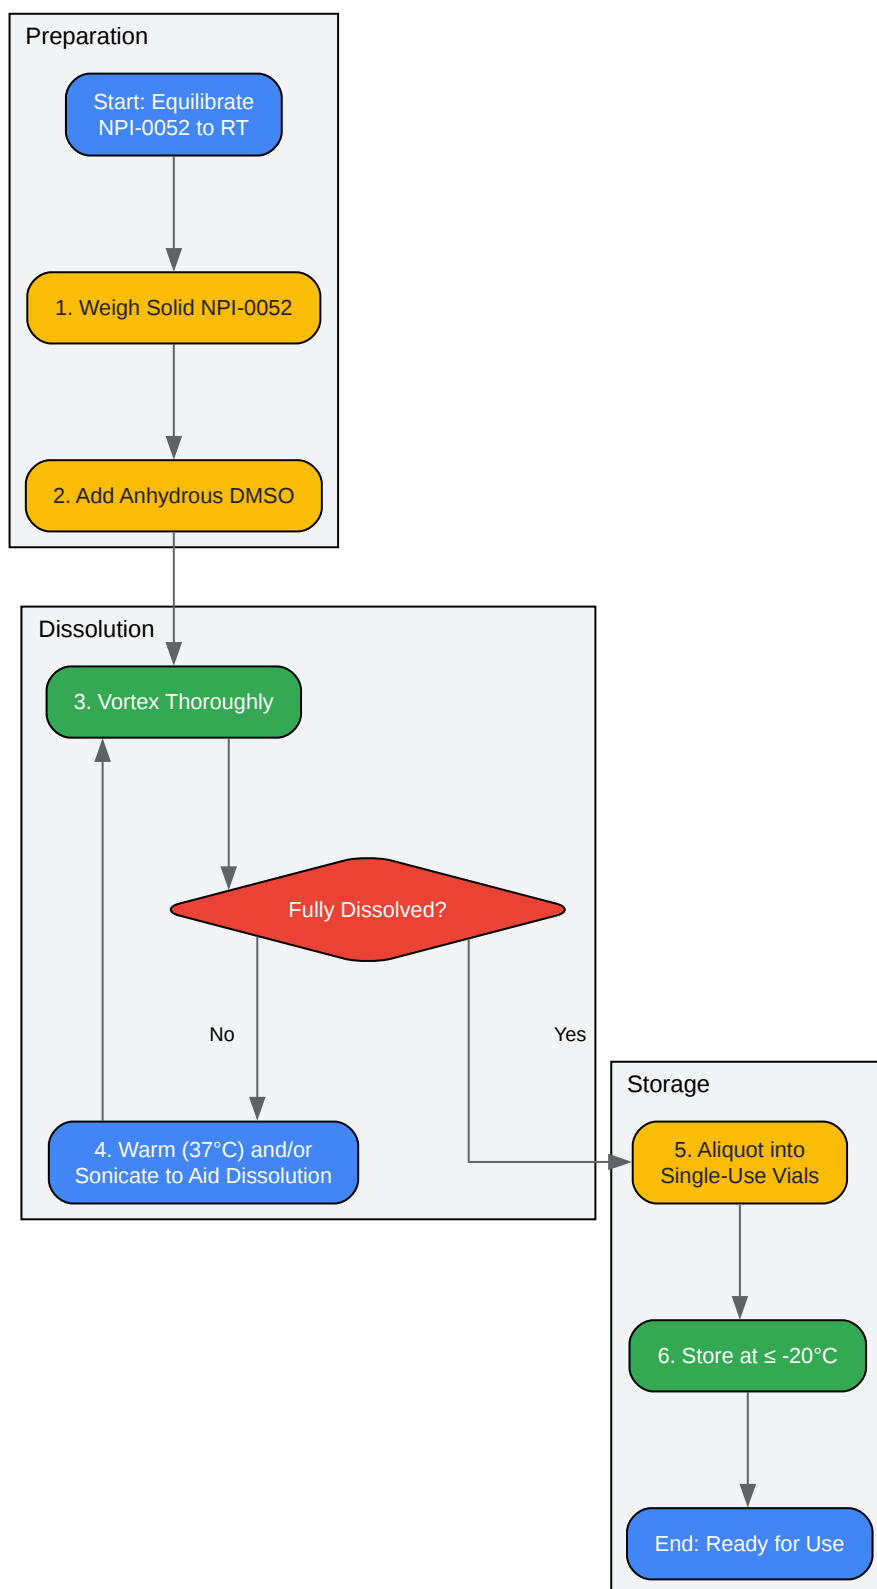 Preparation
Start: Equilibrate
NPI-0052 to RT
1. Weigh Solid NPI-0052
2. Add Anhydrous DMSO
Dissolution
3. Vortex Thoroughly
Fully Dissolved?
No
Yes
4. Warm (37°C) and/or
Sonicate to Aid Dissolution
Storage
5. Aliquot into
Single-Use Vials
6. Store at ≤ -20°C
End: Ready for Use